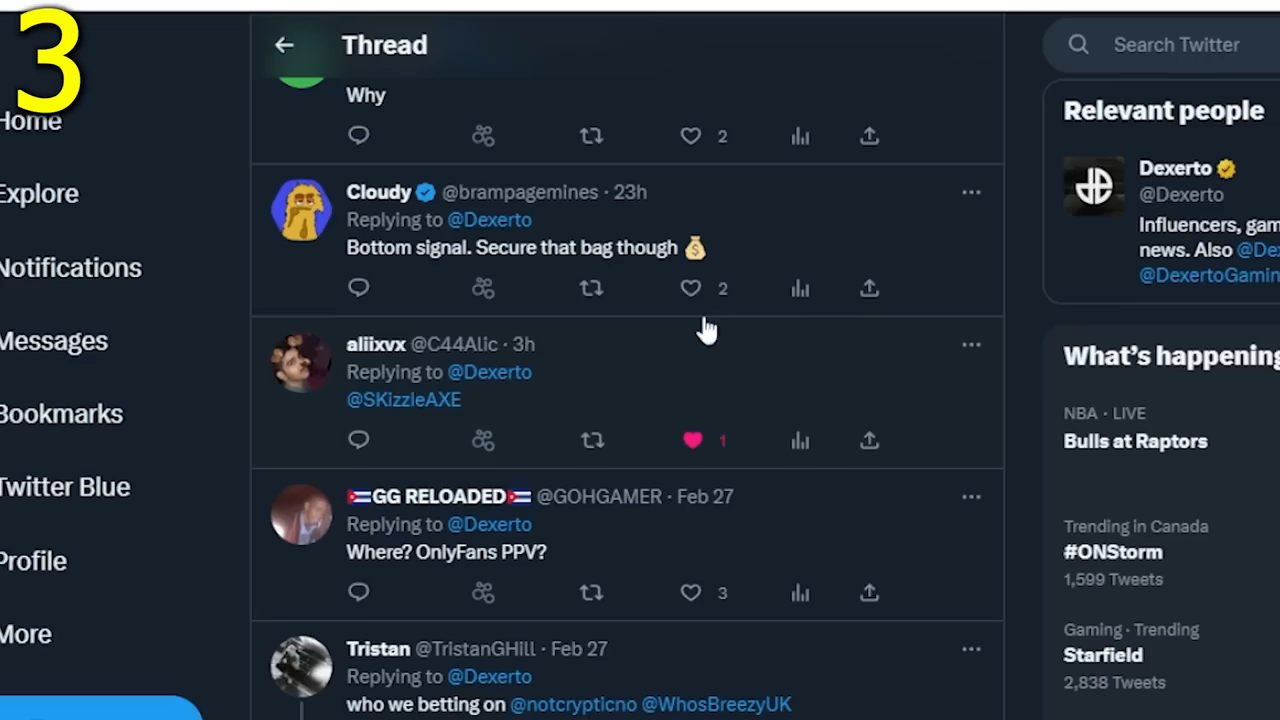 3
Home
Explore
Notifications
Messages
Bookmarks
Twitter Blue
Profile
More
Thread
Why
2
Cloudy @brampagemines · 23h
Replying to @Dexerto
Bottom signal. Secure that bag though 💰
2
aliixvx @C44Alic · 3h
Replying to @Dexerto
@SKizzleAXE
1
🇨🇺GG RELOADED🇨🇺 @GOHGAMER · Feb 27
Replying to @Dexerto
Where? OnlyFans PPV?
3
Tristan @TristanGHill · Feb 27
Replying to @Dexerto
who we betting on @notcrypticno @WhosBreezyUK
Search Twitter
Relevant people
Dexerto
@Dexerto
Influencers, gam
news. Also @De
@DexertoGamin
What's happening
NBA · LIVE
Bulls at Raptors
Trending in Canada
#ONStorm
1,599 Tweets
Gaming · Trending
Starfield
2,838 Tweets